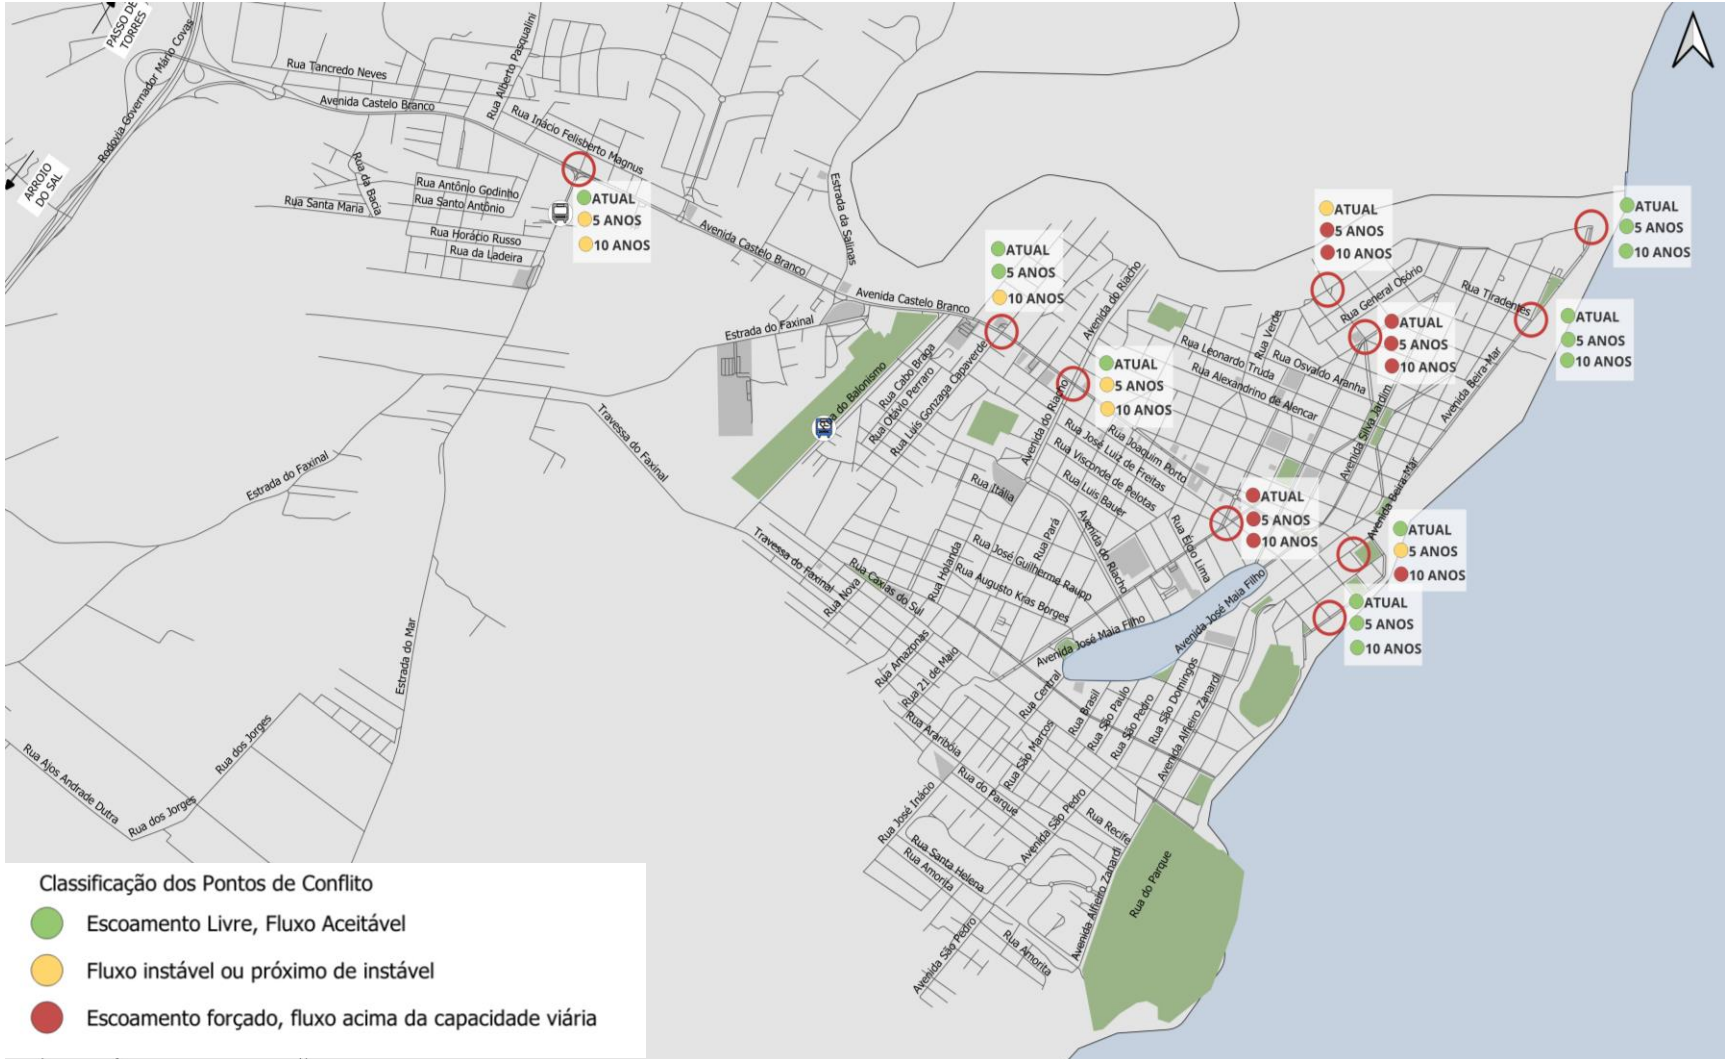 PASSO DE
TORRES
Rodovia Governador Mário Covas
ARROIO
DO SAL
Rua Tancredo Neves
Avenida Castelo Branco
Rua Alberto Pasqualini
Rua Inácio Felisberto Magnus
Rua da Bacia
Rua Antônio Godinho
Rua Santo Antônio
Rua Santa Maria
Rua Horácio Russo
Rua da Ladeira
ATUAL
5 ANOS
10 ANOS
Avenida Castelo Branco
Estrada da Salinas
Avenida Castelo Branco
Estrada do Faxinal
ATUAL
5 ANOS
10 ANOS
Avenida do Riacho
Rua Cabo Braga
Rua Otávio Perraro
Rua Luís Gonzaga Capaverde
do Balonismo
ATUAL
5 ANOS
10 ANOS
Avenida do Riacho
ATUAL
5 ANOS
10 ANOS
Rua General Osório
Rua Tiradentes
ATUAL
5 ANOS
10 ANOS
ATUAL
5 ANOS
10 ANOS
ATUAL
5 ANOS
10 ANOS
Rua Verde
Rua Leonardo Truda
Rua Osvaldo Aranha
Rua Alexandrino de Alencar
Avenida Silva Jardim
Avenida Beira-Mar
Avenida Beira-Mar
Rua Joaquim Porto
Rua José Luiz de Freitas
Rua Visconde de Pelotas
Rua Luis Bauer
Rua Itália
Travessa do Faxinal
Estrada do Faxinal
ATUAL
5 ANOS
10 ANOS
Rua Élcio Lima
Avenida do Riacho
Rua Pará
Rua José Guilherme Raupp
Rua Holanda
Rua Augusto Kras Borges
ATUAL
5 ANOS
10 ANOS
ATUAL
5 ANOS
10 ANOS
Travessa do Faxinal
Rua Caxias do Sul
Rua Nova
Avenida José Maia Filho
Avenida José Maia Filho
Rua Amazonas
Rua 21 de Maio
Rua Central
Rua Brasil
Rua São Paulo
Rua São Pedro
Rua São Domingos
Avenida Alfieiro Zanardi
Estrada do Mar
Rua dos Jorges
Rua Ajos Andrade Dutra
Rua dos Jorges
Rua Araribóia
Rua São Marcos
Rua do Parque
Rua José Inácio
Avenida São Pedro
Rua Recife
Rua Santa Helena
Rua Amorita
Avenida Alfieiro Zanardi
Rua do Parque
Avenida São Pedro
Rua Amorita
Classificação dos Pontos de Conflito
Escoamento Livre, Fluxo Aceitável
Fluxo instável ou próximo de instável
Escoamento forçado, fluxo acima da capacidade viária